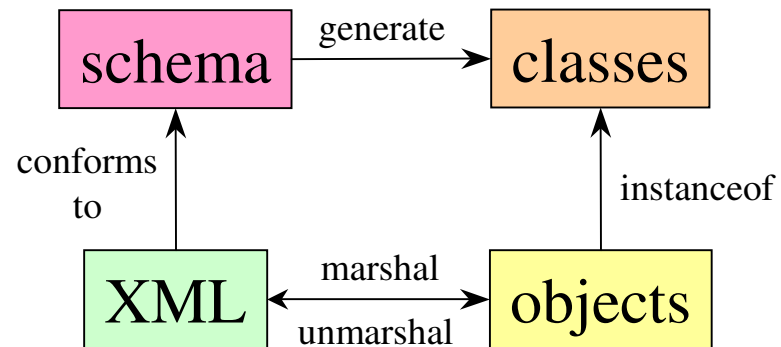 schema
generate
classes
conforms
to
instanceof
XML
marshal
unmarshal
objects